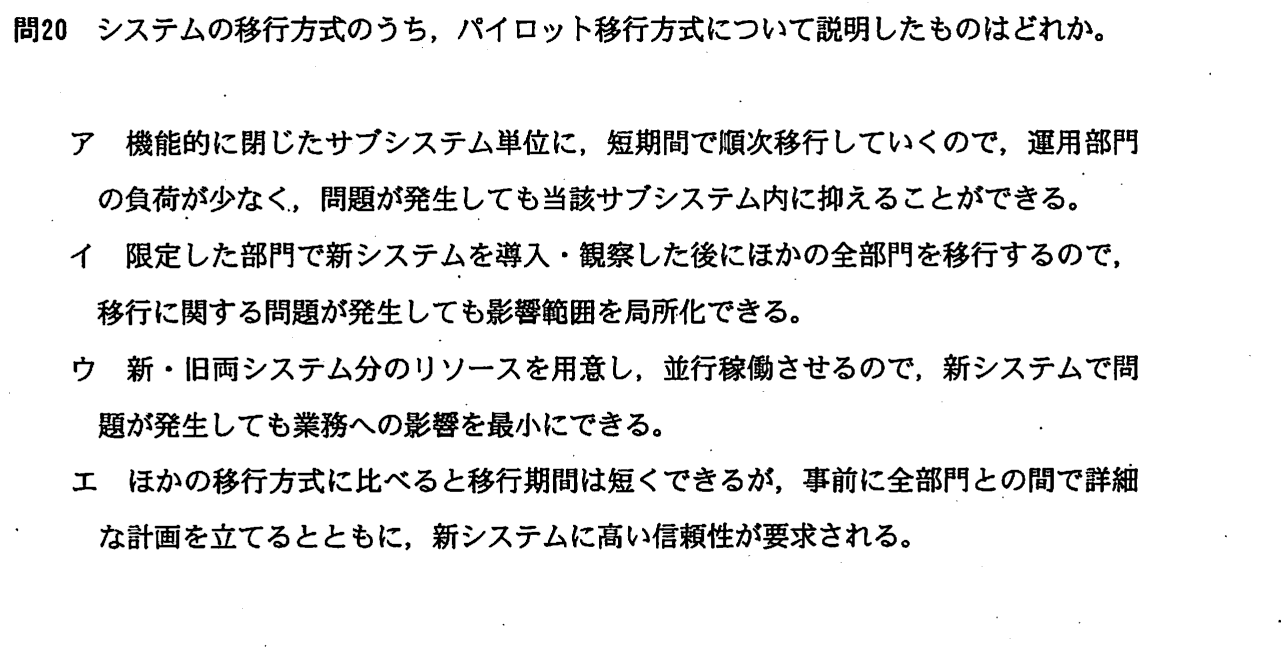 問20 システムの移行方式のうち，パイロット移行方式について説明したものはどれか。
ア 機能的に閉じたサブシステム単位に，短期間で順次移行していくので，運用部門
の負荷が少なく，問題が発生しても当該サブシステム内に抑えることができる。
イ 限定した部門で新システムを導入・観察した後にほかの全部門を移行するので，
移行に関する問題が発生しても影響範囲を局所化できる。
ウ 新・旧両システム分のリソースを用意し，並行稼働させるので，新システムで問
題が発生しても業務への影響を最小にできる。
エ ほかの移行方式に比べると移行期間は短くできるが，事前に全部門との間で詳細
な計画を立てるとともに，新システムに高い信頼性が要求される。